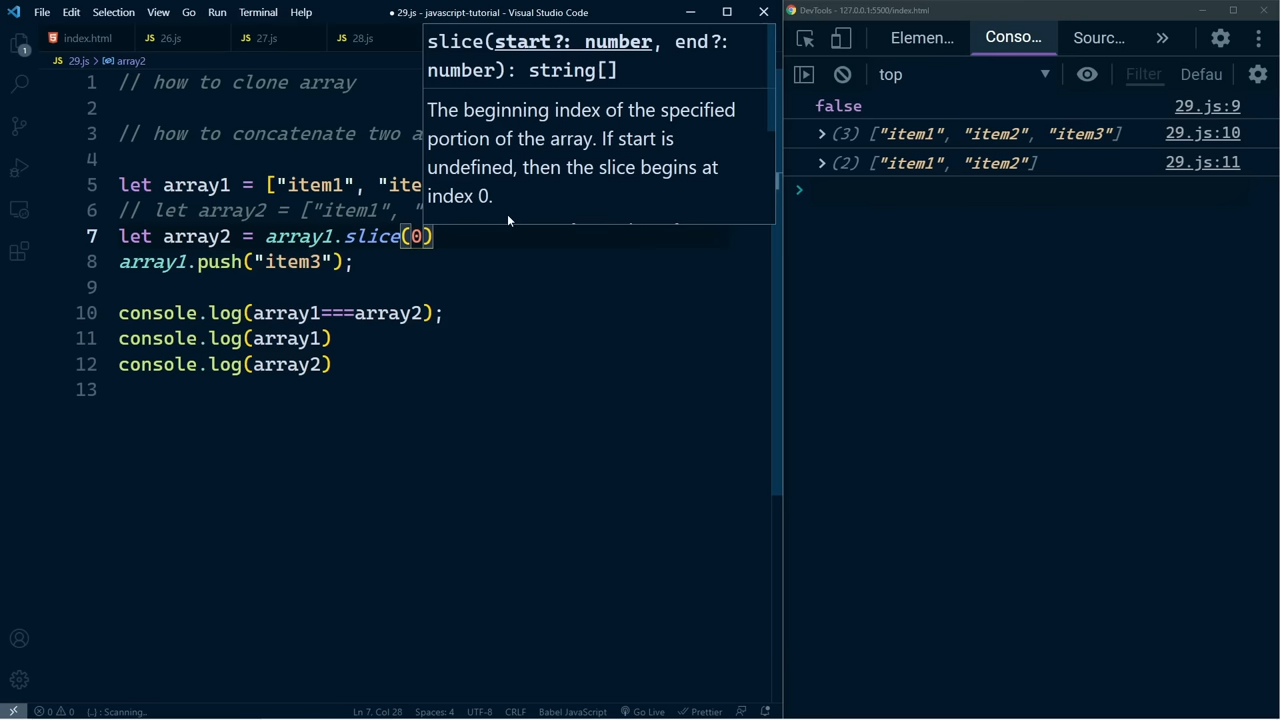 File Edit Selection View Go Run Terminal Help
● 29.js - javascript-tutorial - Visual Studio Code
DevTools - 127.0.0.1:5500/index.html
index.html
JS 26.js
JS 27.js
JS 28.js
JS 29.js > array2
1 // how to clone array
2
3 // how to concatenate two a
4
5 let array1 = ["item1", "ite
6 // let array2 = ["item1", "
7 let array2 = array1.slice(0)
8 array1.push("item3");
9
10 console.log(array1===array2);
11 console.log(array1)
12 console.log(array2)
13
slice(start?: number, end?:
number): string[]
The beginning index of the specified
portion of the array. If start is
undefined, then the slice begins at
index 0.
1
Elemen... Conso... Sourc... »
top Filter Defau
false 29.js:9
(3) ["item1", "item2", "item3"] 29.js:10
(2) ["item1", "item2"] 29.js:11
0 0 {..} : Scanning.. Ln 7, Col 28 Spaces: 4 UTF-8 CRLF Babel JavaScript Go Live Prettier